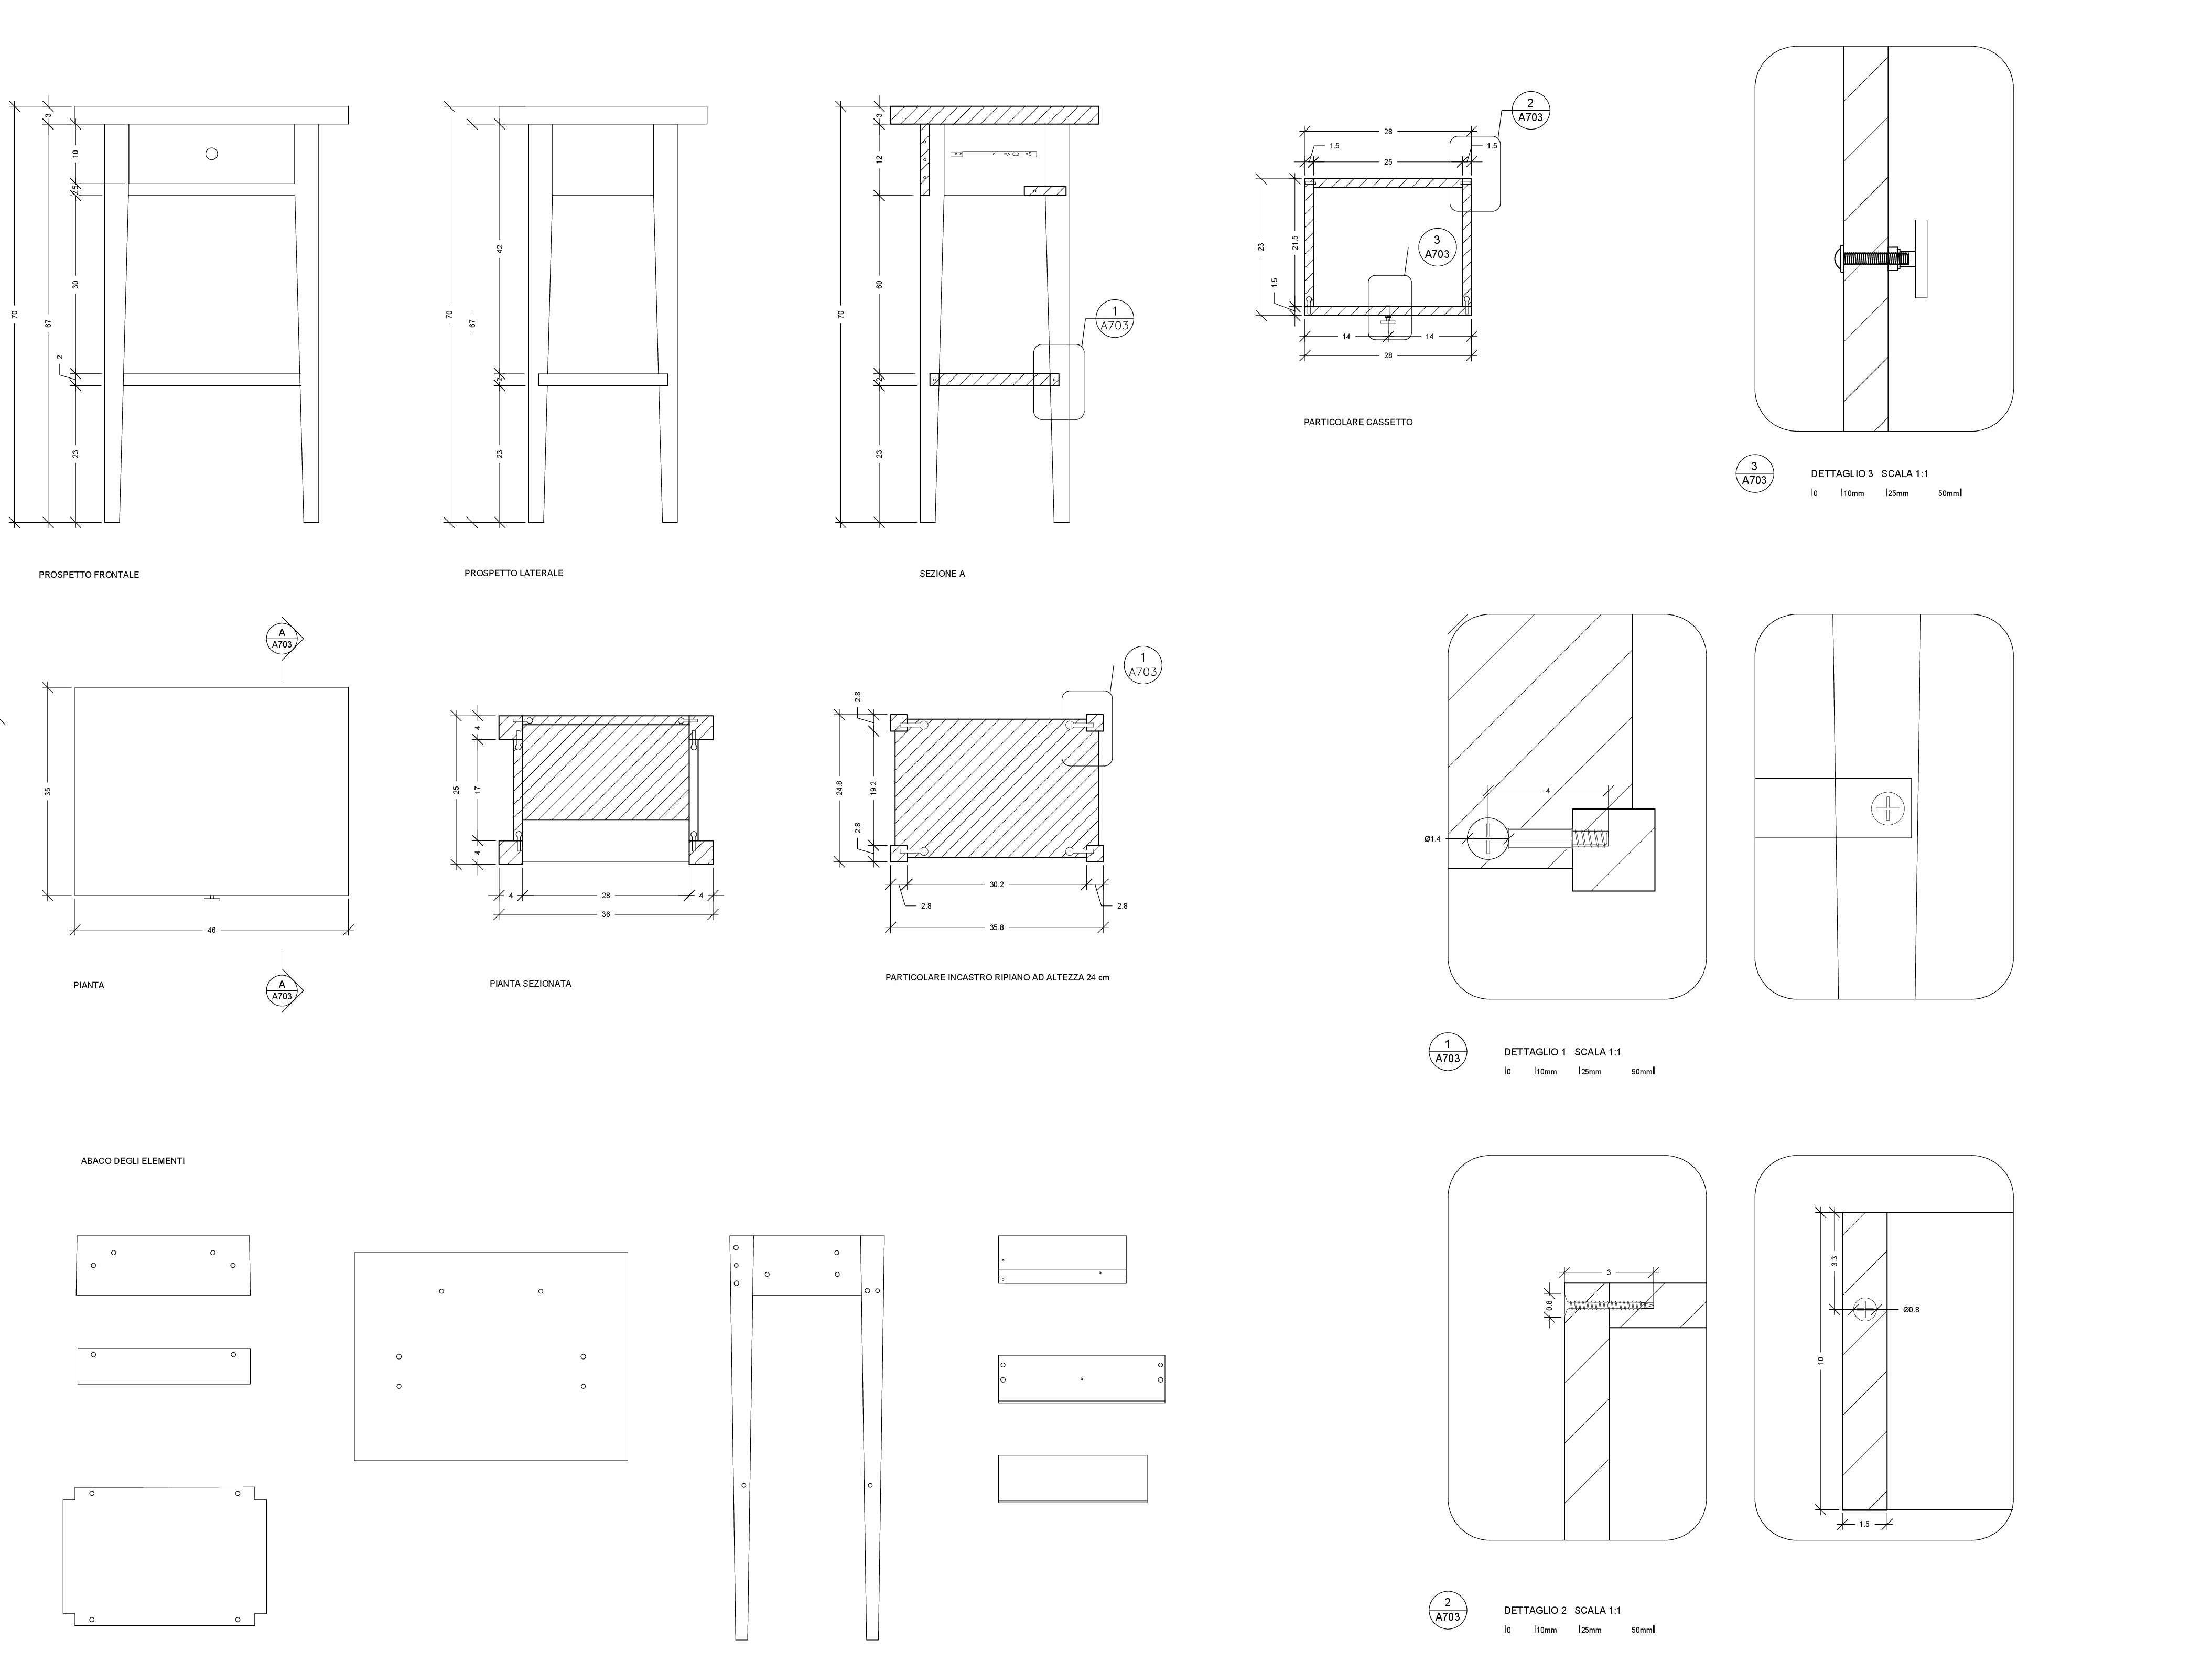 3
10
2.5
30
67
70
2
23
PROSPETTO FRONTALE
42
70
67
2
23
PROSPETTO LATERALE
3
12
60
70
2
23
1
A703
SEZIONE A
2
A703
28
1.5
1.5
25
23
21.5
1.5
3
A703
14
14
28
PARTICOLARE CASSETTO
3
A703
DETTAGLIO 3 SCALA 1:1
0 10mm 25mm 50mm
A
A703
35
46
A
A703
PIANTA
4
25
17
4
4 28 4
36
PIANTA SEZIONATA
1
A703
2.8
24.8
19.2
2.8
30.2
2.8
2.8
35.8
PARTICOLARE INCASTRO RIPIANO AD ALTEZZA 24 cm
4
Ø1.4
1
A703
DETTAGLIO 1 SCALA 1:1
0 10mm 25mm 50mm
ABACO DEGLI ELEMENTI
3
0.8
3.3
Ø0.8
10
1.5
2
A703
DETTAGLIO 2 SCALA 1:1
0 10mm 25mm 50mm